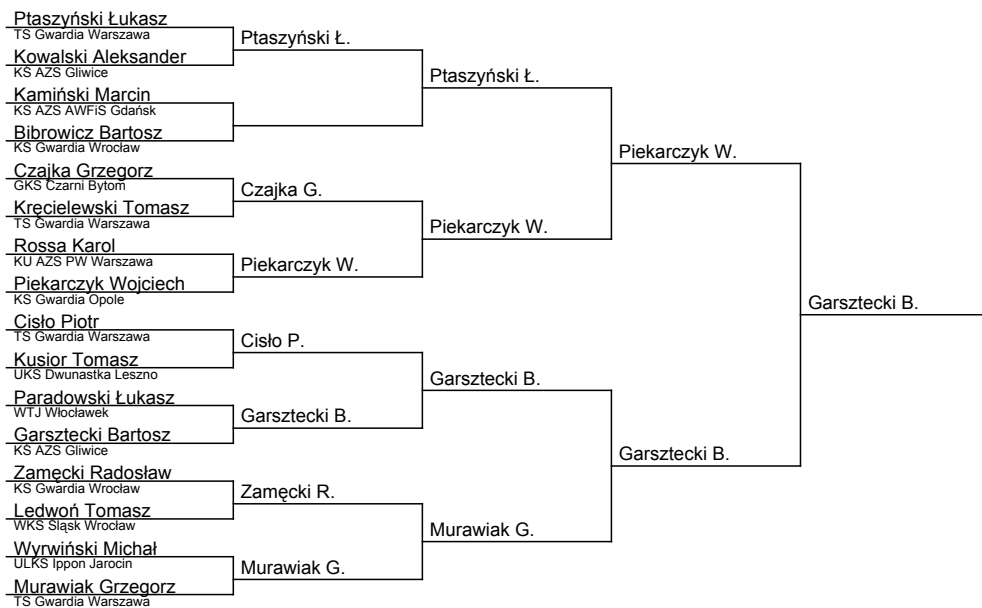 Ptaszyński Łukasz
TS Gwardia Warszawa
Kowalski Aleksander
KŚ AZS Gliwice
Kamiński Marcin
KS AZS AWFiS Gdańsk
Bibrowicz Bartosz
KS Gwardia Wrocław
Czajka Grzegorz
GKS Czarni Bytom
Kręcielewski Tomasz
TS Gwardia Warszawa
Rossa Karol
KU AZS PW Warszawa
Piekarczyk Wojciech
KS Gwardia Opole
Cisło Piotr
TS Gwardia Warszawa
Kusior Tomasz
UKS Dwunastka Leszno
Paradowski Łukasz
WTJ Włocławek
Garsztecki Bartosz
KŚ AZS Gliwice
Zamęcki Radosław
KS Gwardia Wrocław
Ledwoń Tomasz
WKS Śląsk Wrocław
Wyrwiński Michał
ULKS Ippon Jarocin
Murawiak Grzegorz
TS Gwardia Warszawa
Ptaszyński Ł.
Czajka G.
Piekarczyk W.
Cisło P.
Garsztecki B.
Zamęcki R.
Murawiak G.
Ptaszyński Ł.
Piekarczyk W.
Garsztecki B.
Murawiak G.
Piekarczyk W.
Garsztecki B.
Garsztecki B.